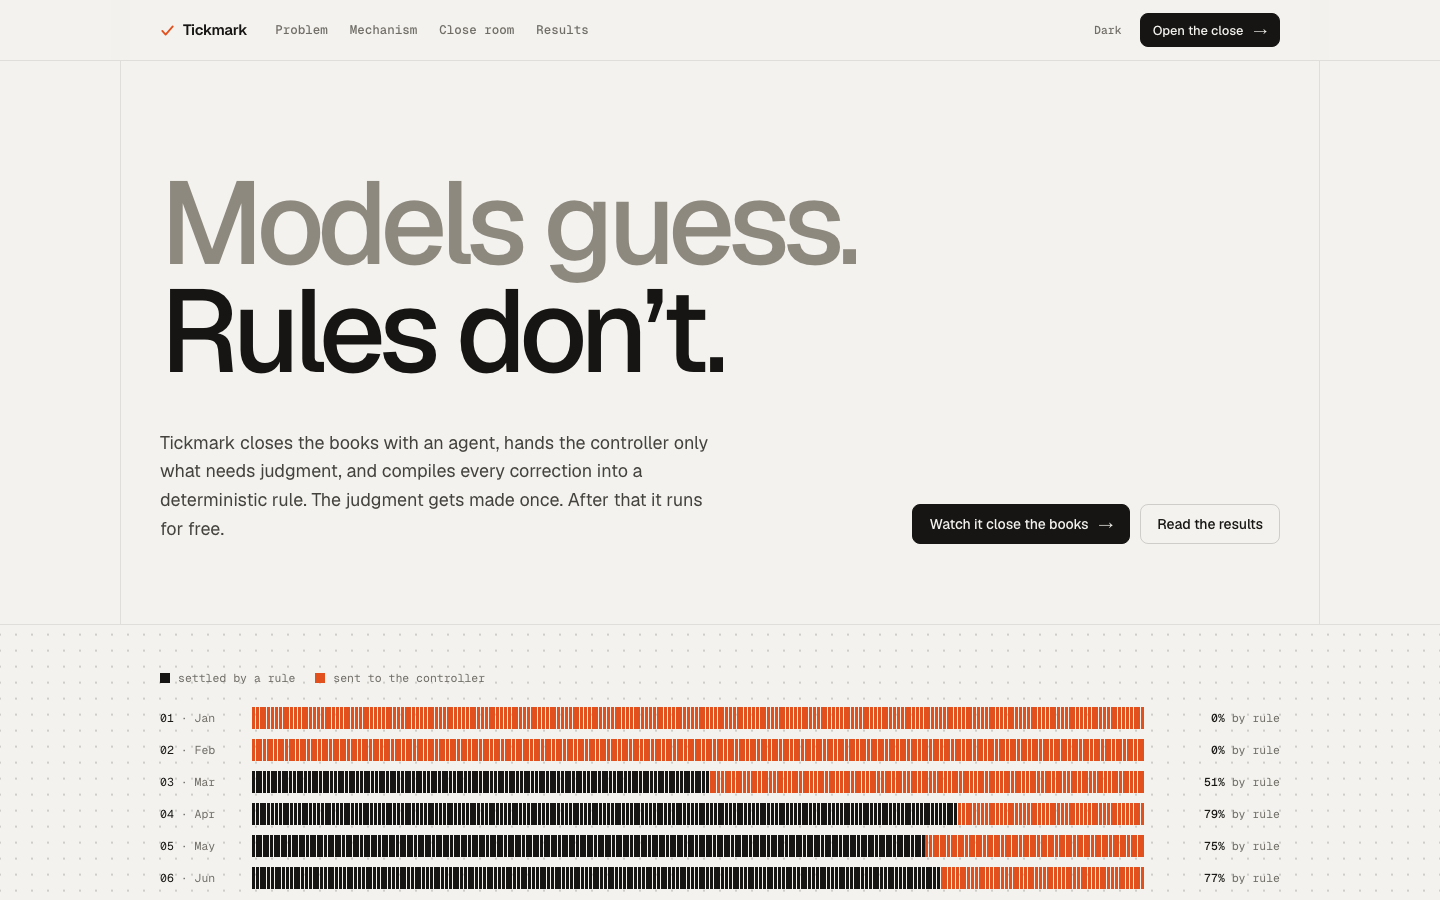 Tickmark Problem Mechanism Close room Results Dark Open the close →
Models guess.
Rules don’t.
Tickmark closes the books with an agent, hands the controller only
what needs judgment, and compiles every correction into a
deterministic rule. The judgment gets made once. After that it runs
for free.
Watch it close the books → Read the results
settled by a rule sent to the controller
01 · Jan 0% by rule
02 · Feb 0% by rule
03 · Mar 51% by rule
04 · Apr 79% by rule
05 · May 75% by rule
06 · Jun 77% by rule